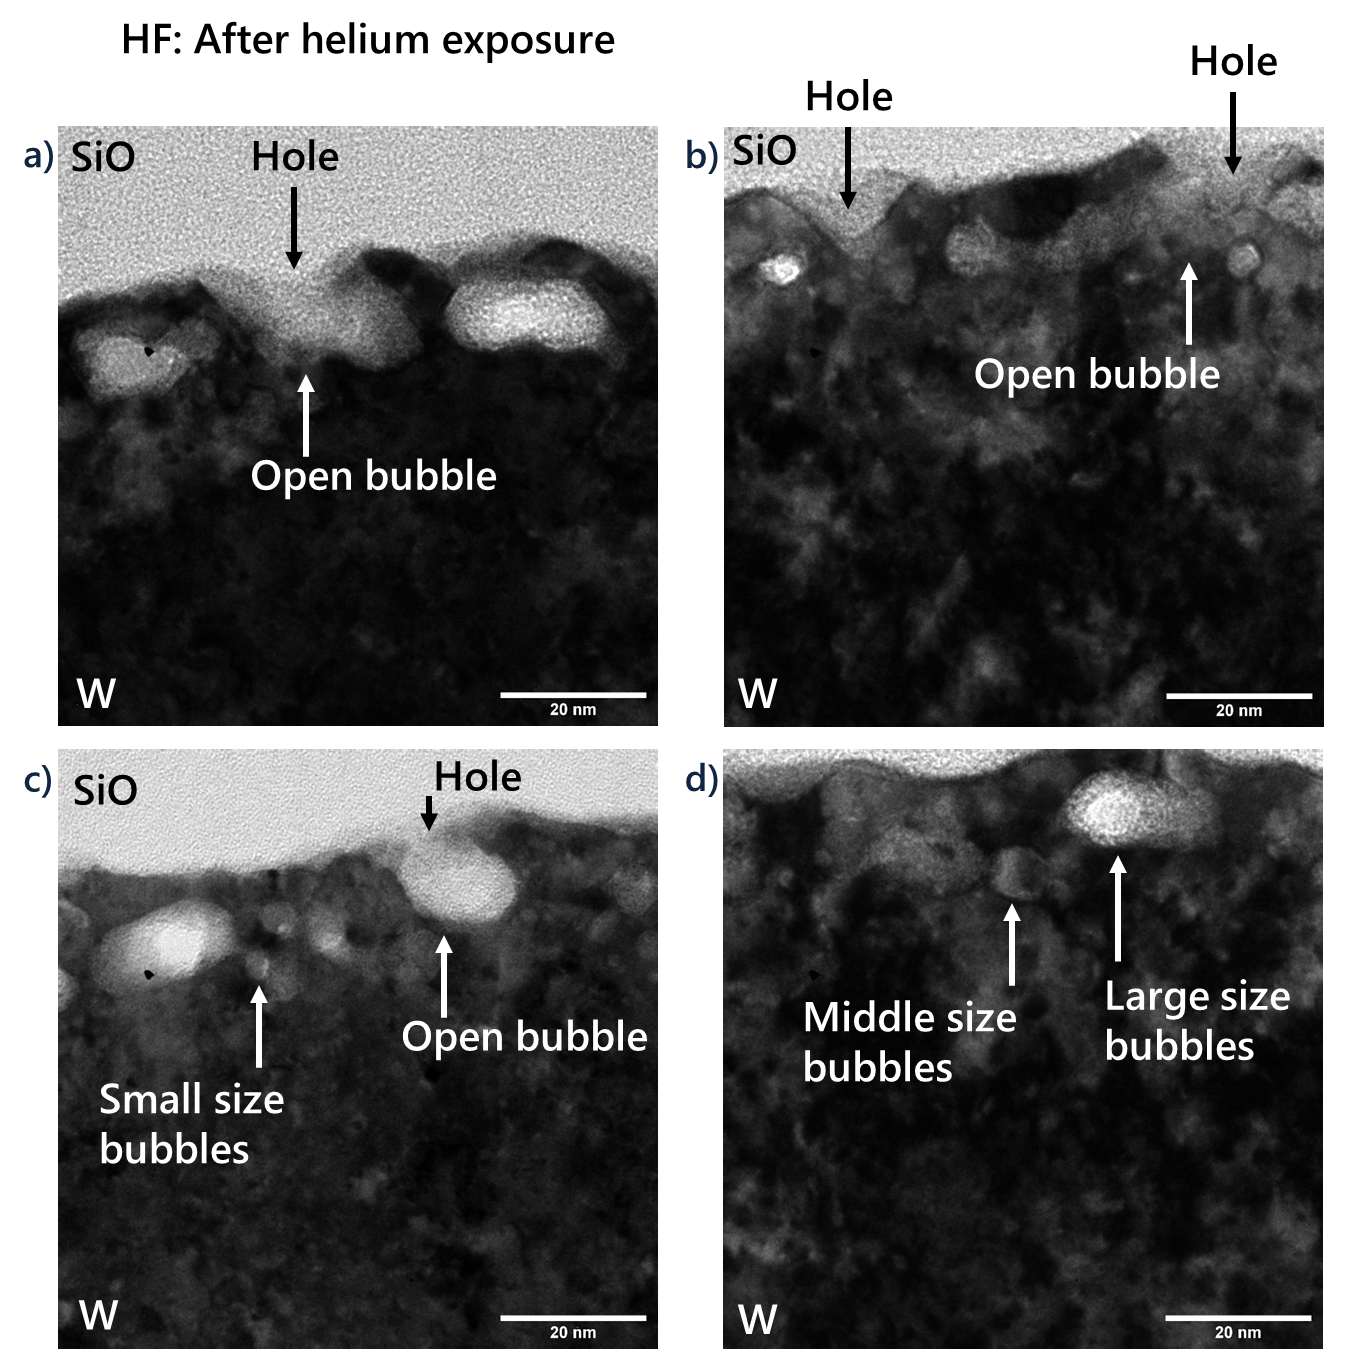 HF: After helium exposure
a)
SiO
Hole
Open bubble
W
20 nm
b)
SiO
Hole
Hole
Open bubble
W
20 nm
c)
SiO
Hole
Open bubble
Small size
bubbles
W
20 nm
d)
Middle size
bubbles
Large size
bubbles
W
20 nm